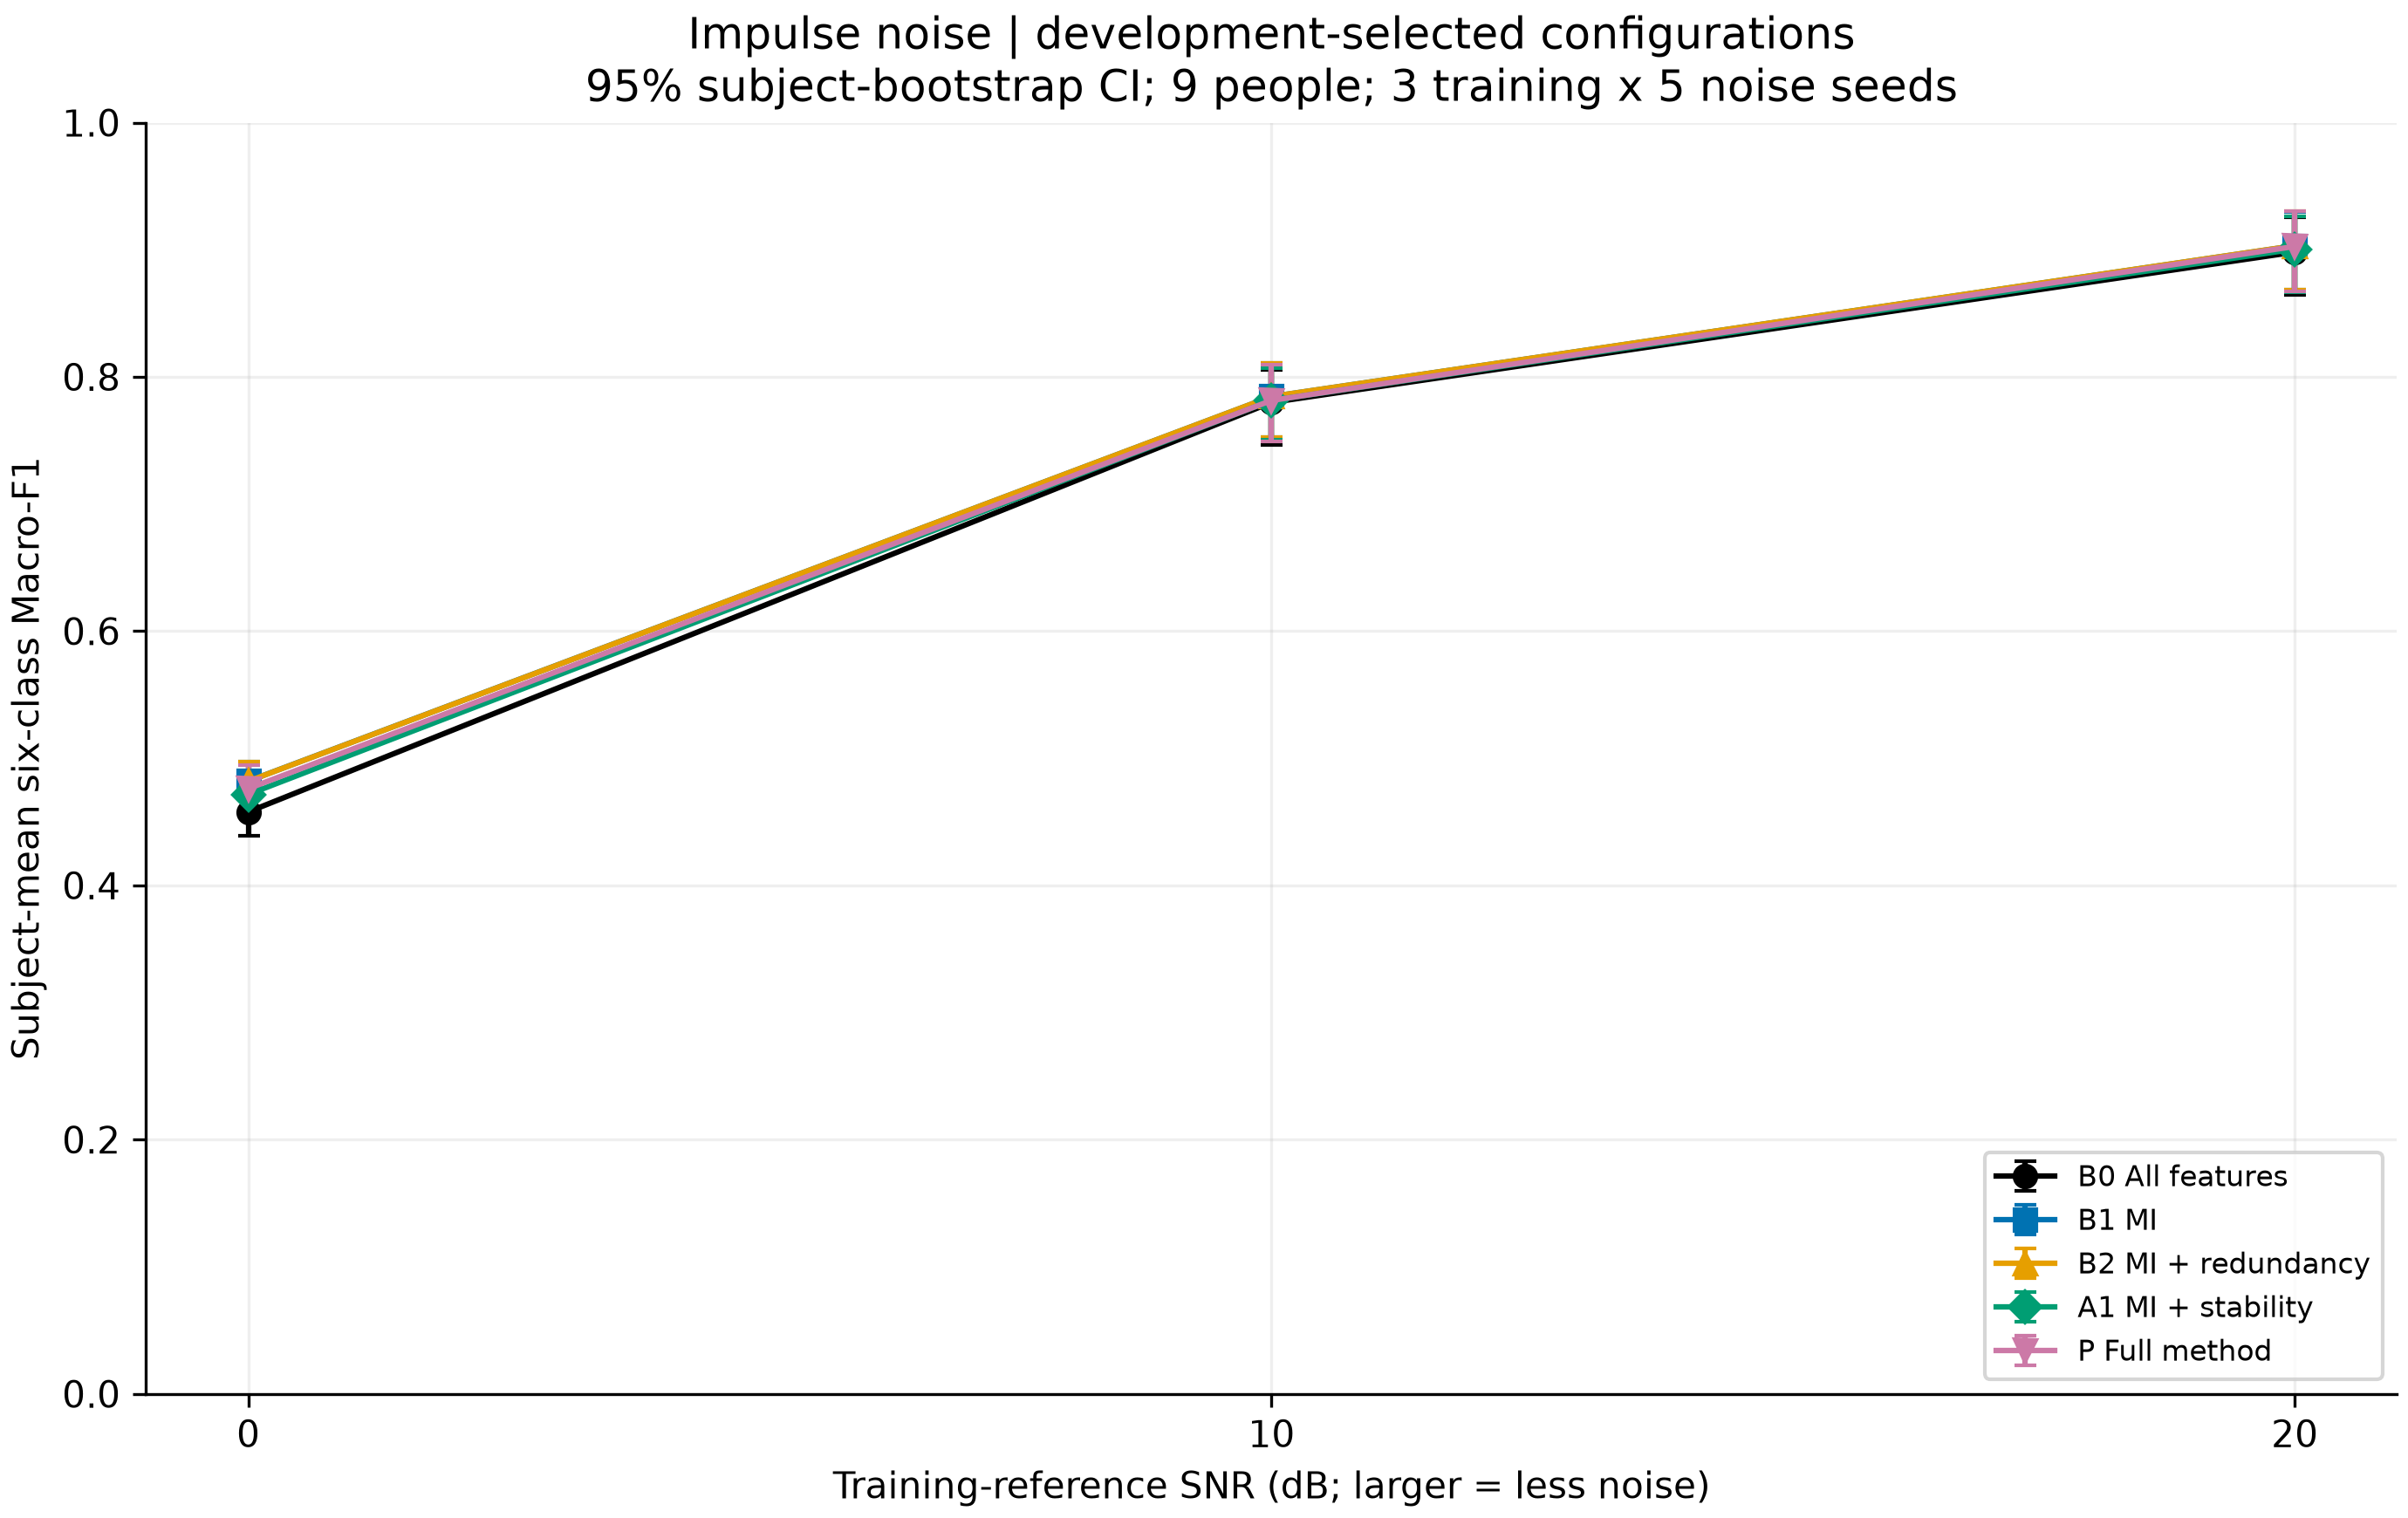 Impulse noise | development-selected configurations
95% subject-bootstrap CI; 9 people; 3 training x 5 noise seeds
Subject-mean six-class Macro-F1
1.0
0.8
0.6
0.4
0.2
0.0
B0 All features
B1 MI
B2 MI + redundancy
A1 MI + stability
P Full method
0
10
20
Training-reference SNR (dB; larger = less noise)